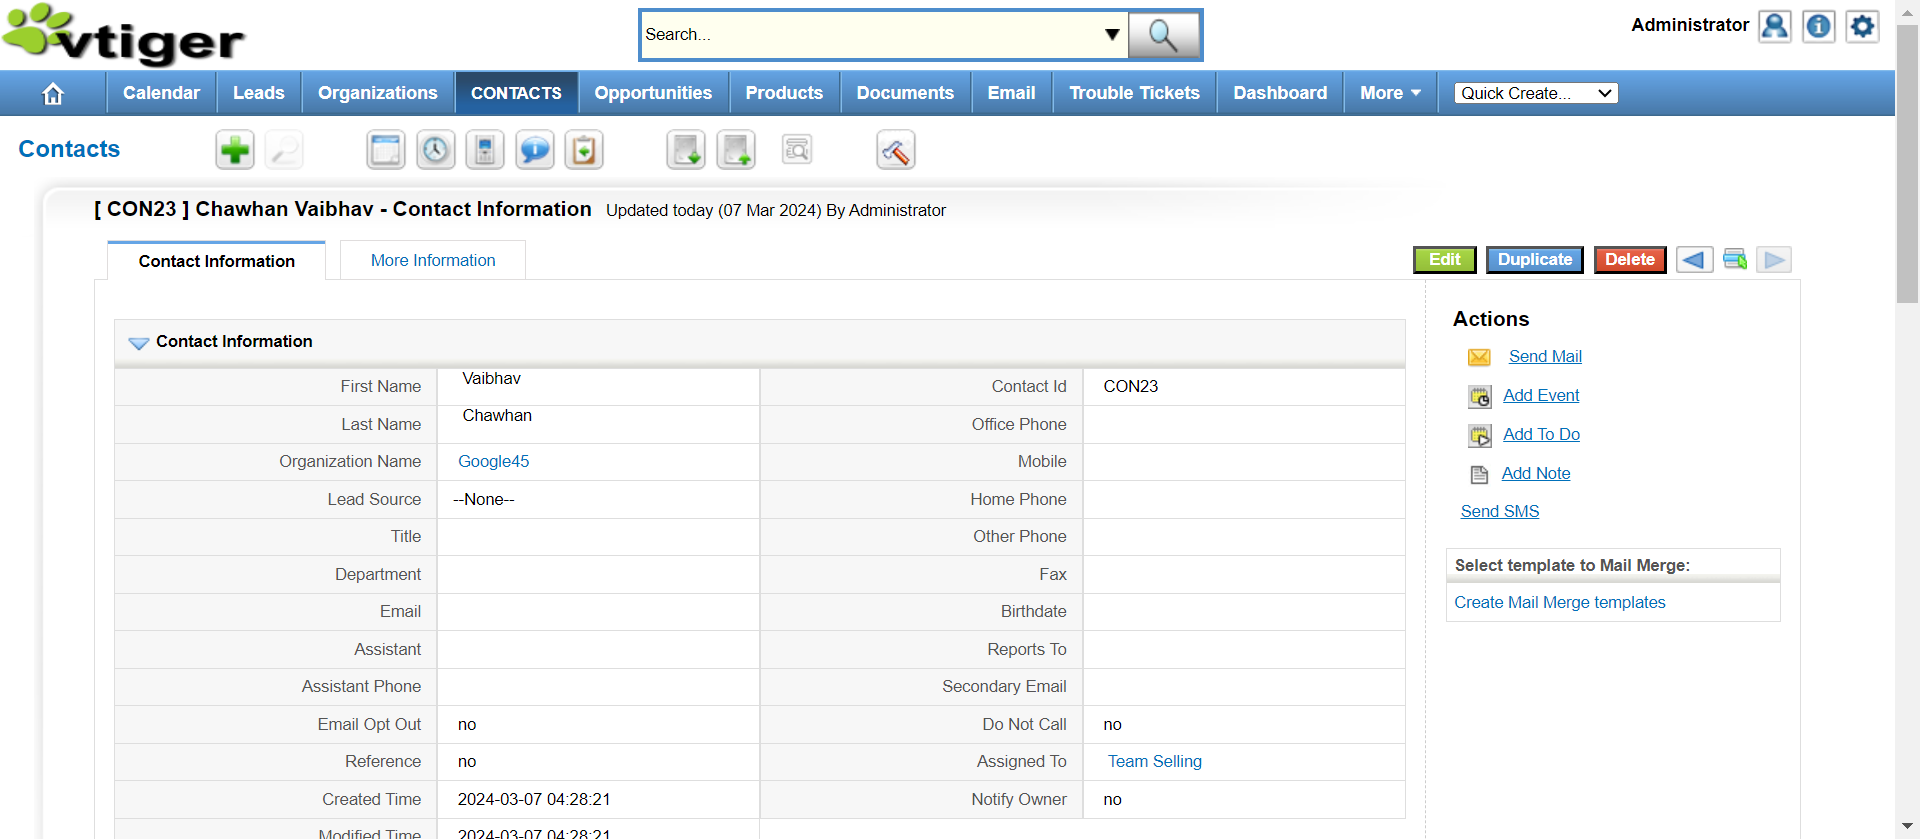 vtiger
Search...
Administrator
Calendar Leads Organizations CONTACTS Opportunities Products Documents Email Trouble Tickets Dashboard More Quick Create...
Contacts
[ CON23 ] Chawhan Vaibhav - Contact Information Updated today (07 Mar 2024) By Administrator
Contact Information More Information Edit Duplicate Delete
Contact Information
First Name Vaibhav Contact Id CON23
Last Name Chawhan Office Phone
Organization Name Google45 Mobile
Lead Source --None-- Home Phone
Title Other Phone
Department Fax
Email Birthdate
Assistant Reports To
Assistant Phone Secondary Email
Email Opt Out no Do Not Call no
Reference no Assigned To Team Selling
Created Time 2024-03-07 04:28:21 Notify Owner no
Modified Time 2024-03-07 04:28:21
Actions
Send Mail
Add Event
Add To Do
Add Note
Send SMS
Select template to Mail Merge:
Create Mail Merge templates